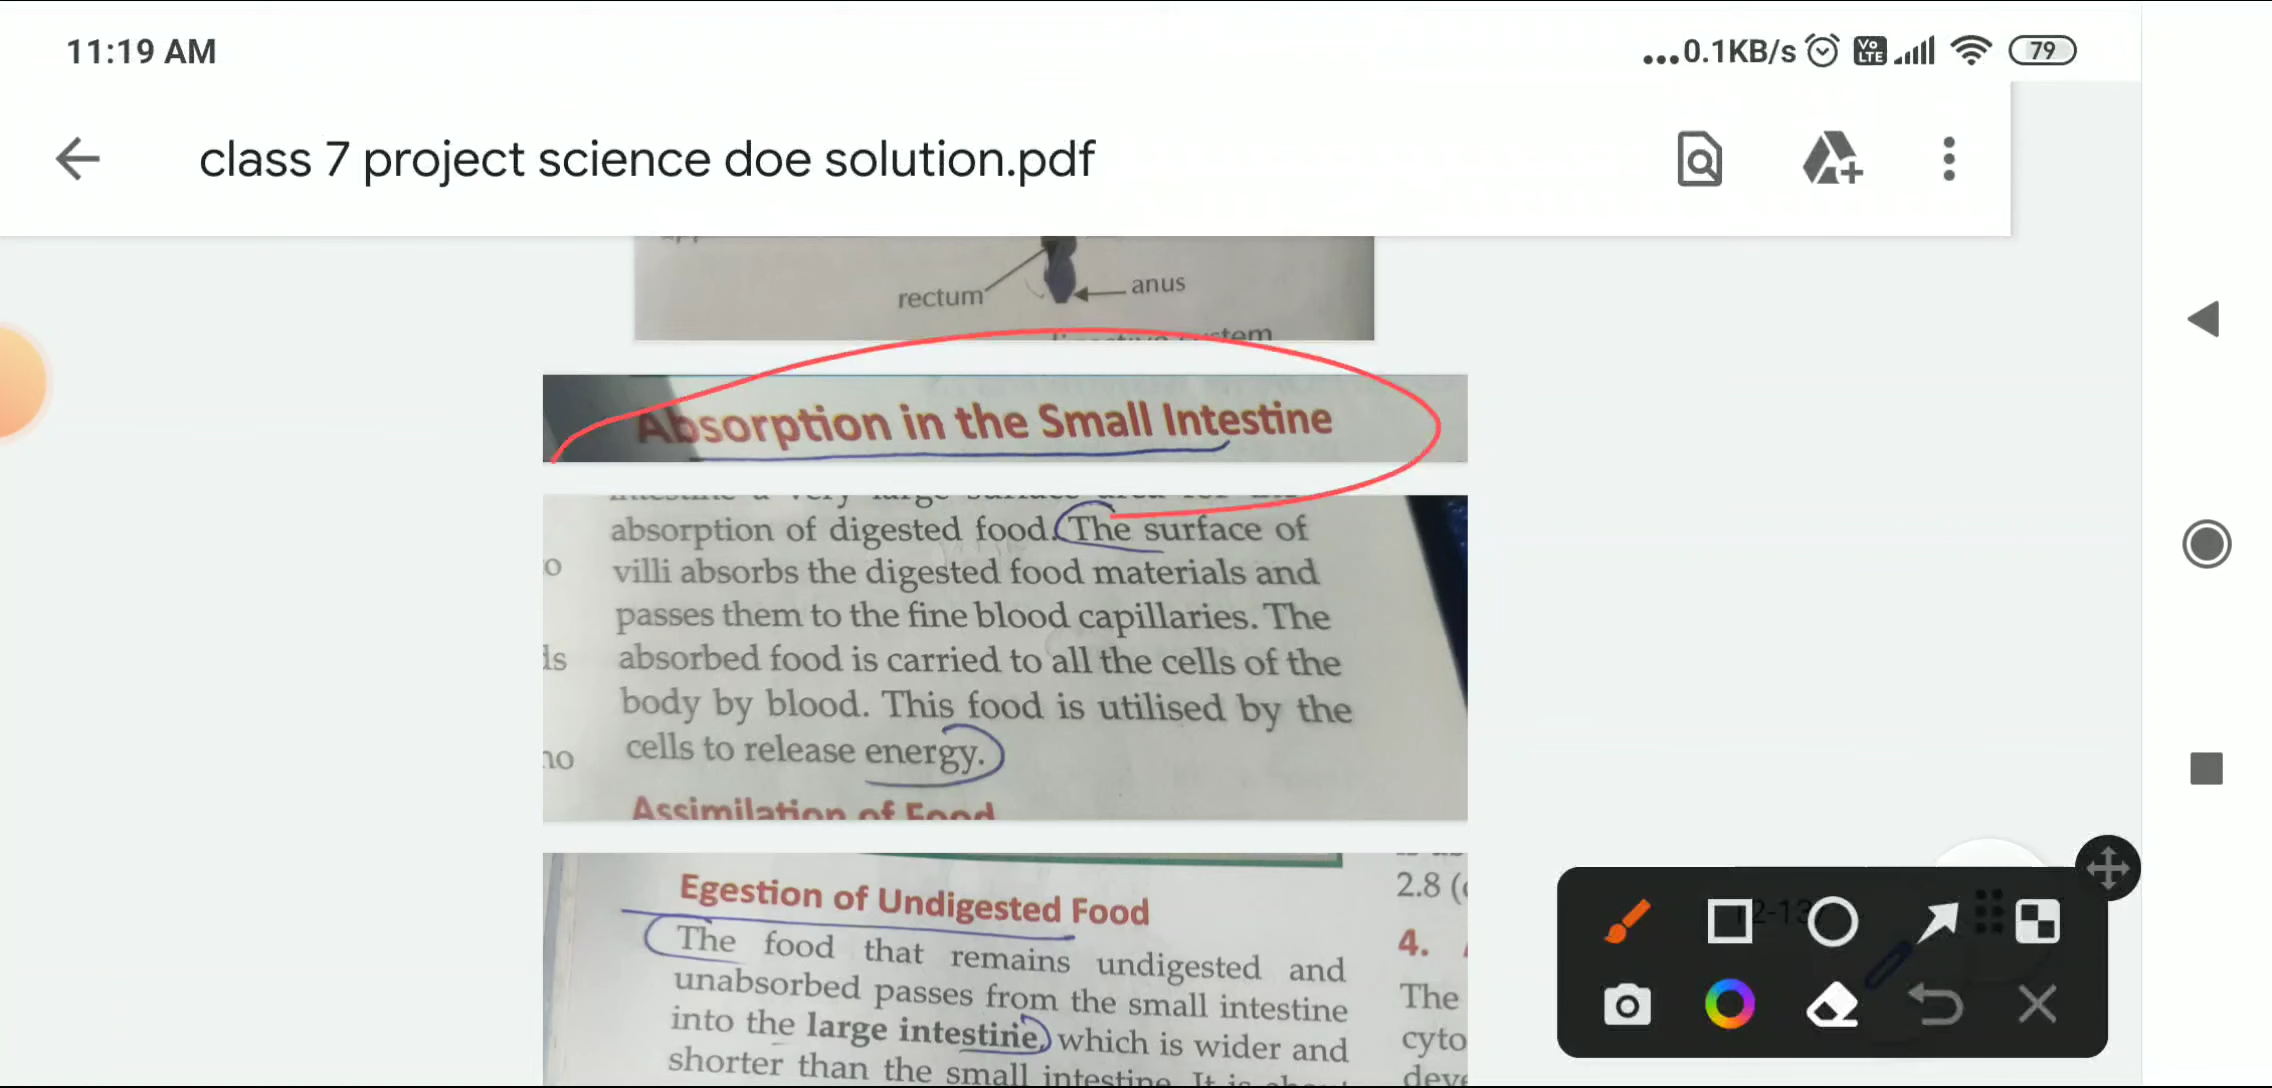 11:19 AM
...0.1KB/s Vo LTE 79
class 7 project science doe solution.pdf
rectum
anus
Absorption in the Small Intestine
absorption of digested food. The surface of
villi absorbs the digested food materials and
passes them to the fine blood capillaries. The
absorbed food is carried to all the cells of the
body by blood. This food is utilised by the
cells to release energy.
Assimilation of Food
Egestion of Undigested Food
The food that remains undigested and
unabsorbed passes from the small intestine
into the large intestine, which is wider and
shorter than the small intestine. It is
2.8
4.
The
cyto